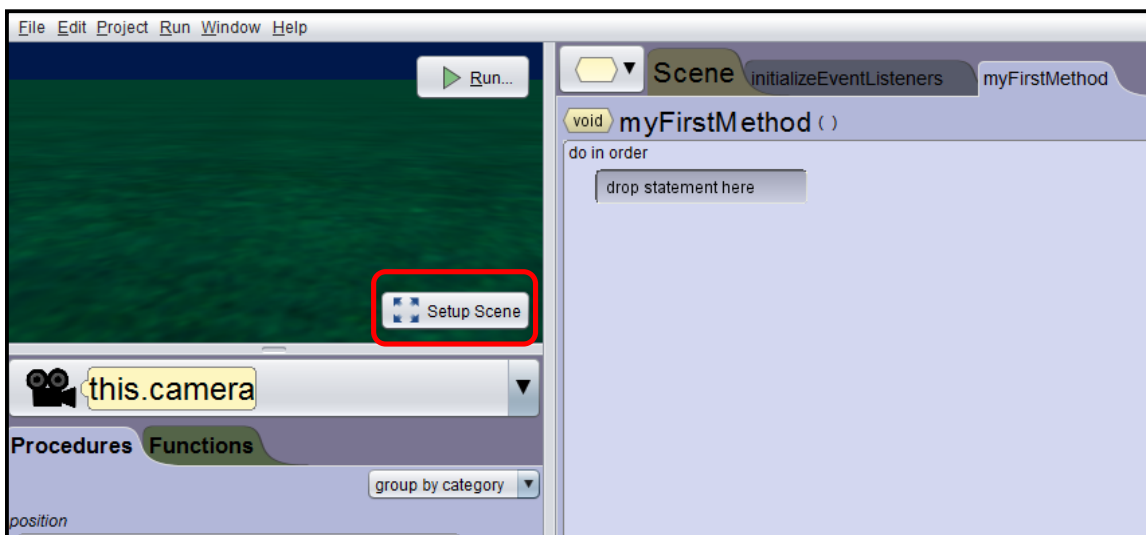 File Edit Project Run Window Help
Run...
Setup Scene
this.camera
Procedures Functions
group by category
position
Scene initializeEventListeners myFirstMethod
void myFirstMethod ( )
do in order
drop statement here